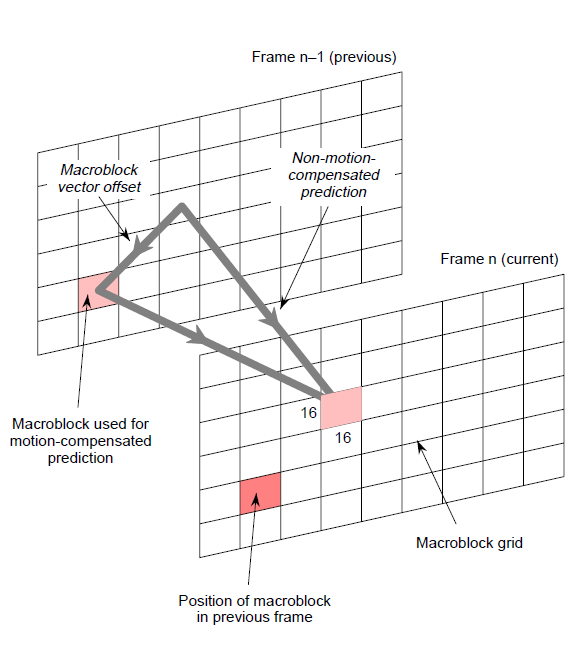 Frame n–1 (previous)
Macroblock
vector offset
Non-motion-
compensated
prediction
Frame n (current)
16
16
Macroblock used for
motion-compensated
prediction
Macroblock grid
Position of macroblock
in previous frame